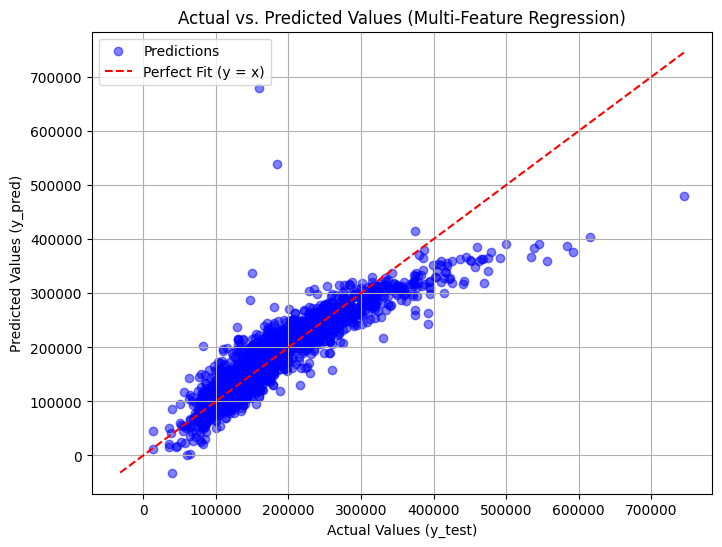 Actual vs. Predicted Values (Multi-Feature Regression)
Predictions
Perfect Fit (y = x)
700000
600000
500000
400000
300000
200000
100000
0
Predicted Values (y_pred)
0 100000 200000 300000 400000 500000 600000 700000
Actual Values (y_test)